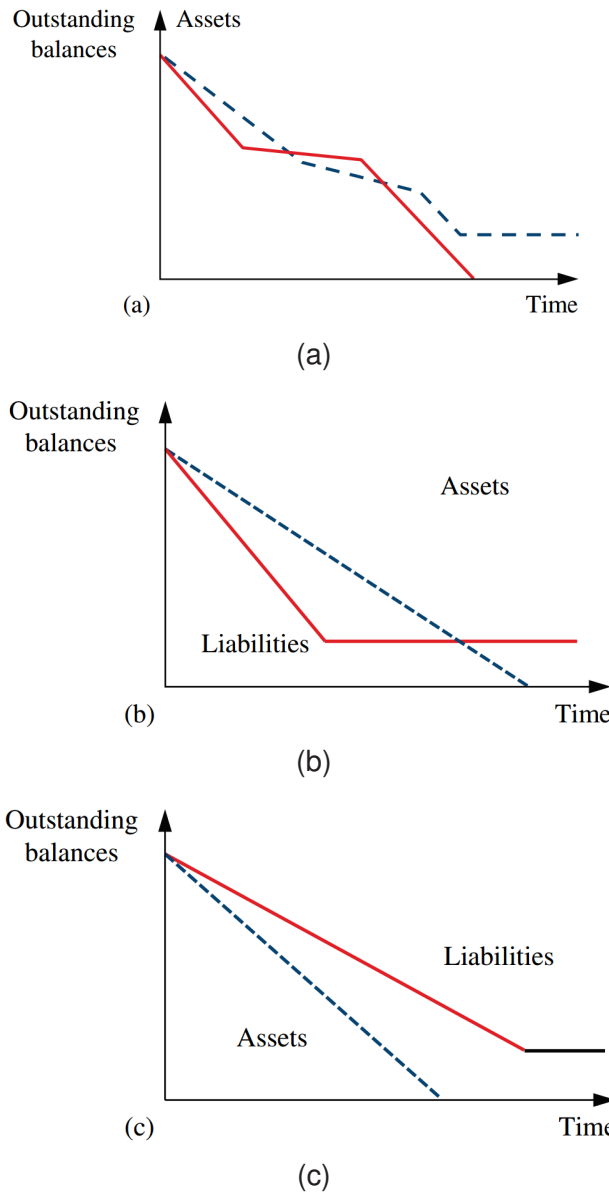 Outstanding
balances
Assets
(a)
Time
(a)
Outstanding
balances
Assets
Liabilities
(b)
Time
(b)
Outstanding
balances
Liabilities
Assets
(c)
Time
(c)